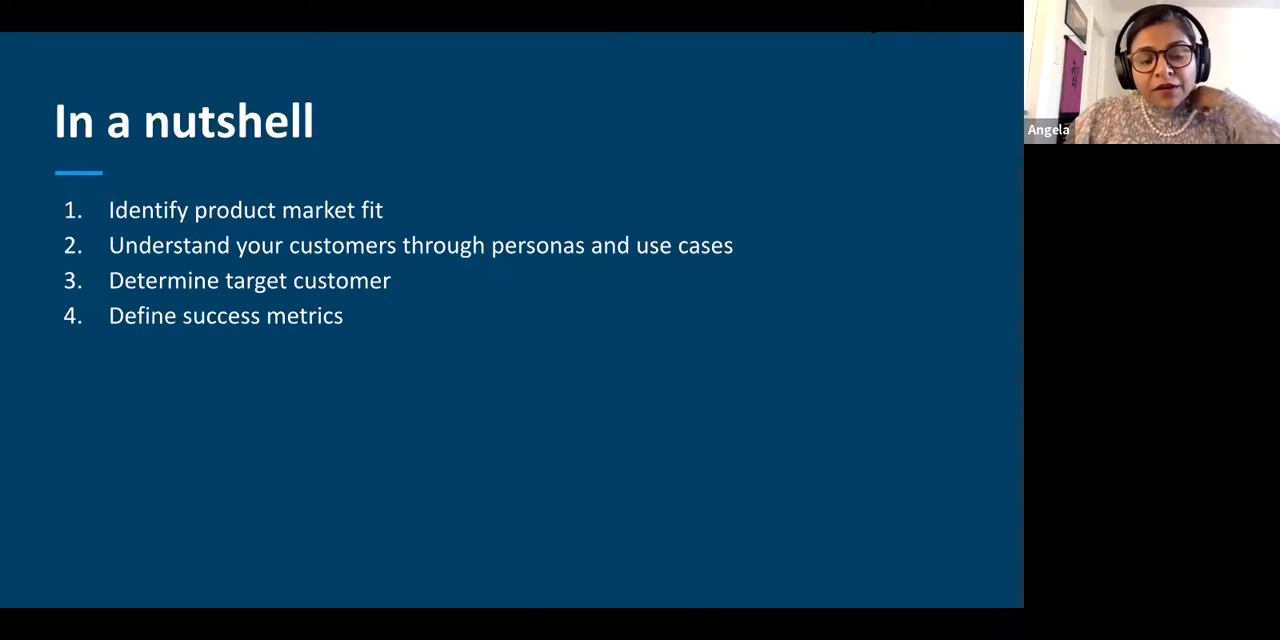 In a nutshell
1. Identify product market fit
2. Understand your customers through personas and use cases
3. Determine target customer
4. Define success metrics
Angela